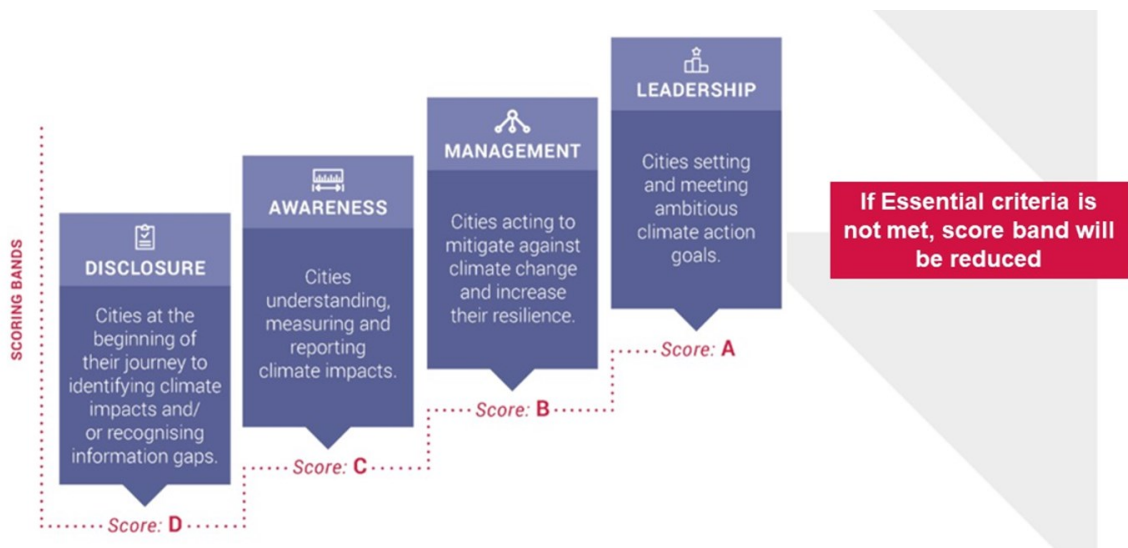 SCORING BANDS
DISCLOSURE
Cities at the
beginning of
their journey to
identifying climate
impacts and/
or recognising
information gaps.
Score: D
AWARENESS
Cities
understanding,
measuring and
reporting
climate impacts.
Score: C
MANAGEMENT
Cities acting to
mitigate against
climate change
and increase
their resilience.
Score: B
LEADERSHIP
Cities setting
and meeting
ambitious
climate action
goals.
Score: A
If Essential criteria is
not met, score band will
be reduced